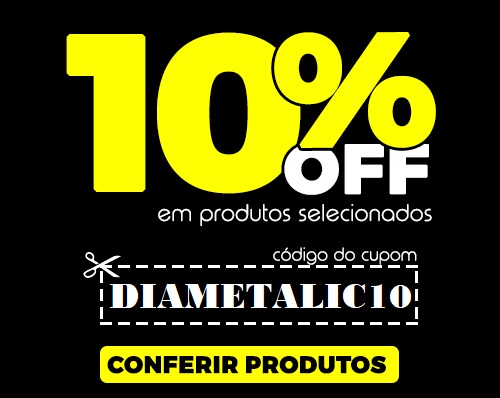 10%
OFF
em produtos selecionados
código do cupom
DIAMETALIC10
CONFERIR PRODUTOS